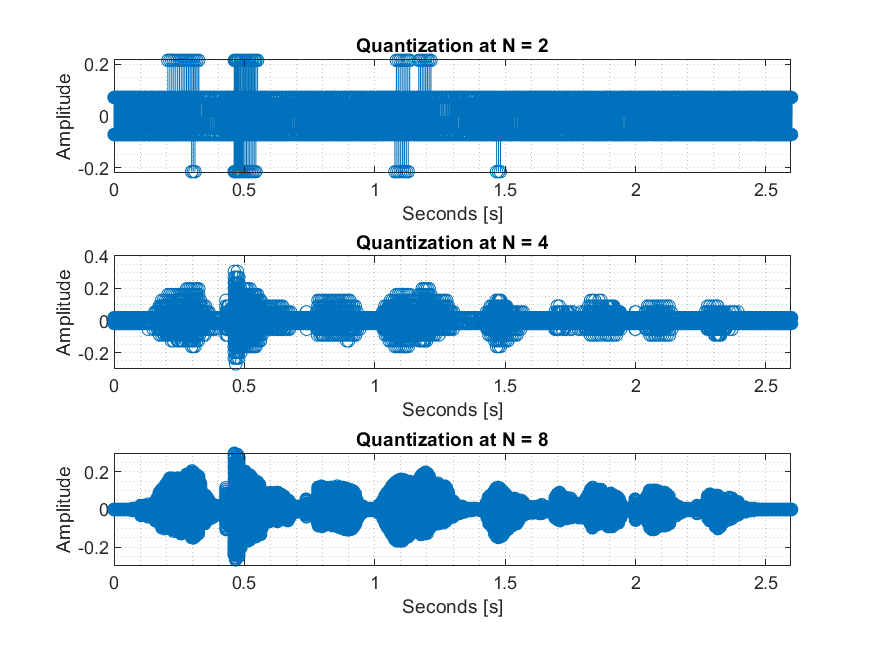 Quantization at N = 2
Amplitude
0.2
0
-0.2
0 0.5 1 1.5 2 2.5
Seconds [s]
Quantization at N = 4
Amplitude
0.4
0.2
0
-0.2
0 0.5 1 1.5 2 2.5
Seconds [s]
Quantization at N = 8
Amplitude
0.2
0
-0.2
0 0.5 1 1.5 2 2.5
Seconds [s]